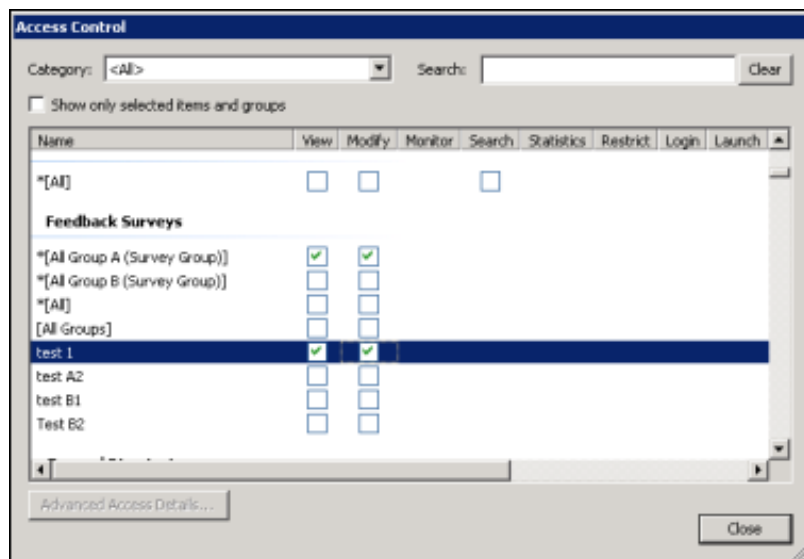 Access Control
Category: <All> Search: Clear
Show only selected items and groups
Name View Modify Monitor Search Statistics Restrict Login Launch
*[All]
Feedback Surveys
*[All Group A (Survey Group)]
*[All Group B (Survey Group)]
*[All]
[All Groups]
test 1
test A2
test B1
Test B2
Advanced Access Details...
Close